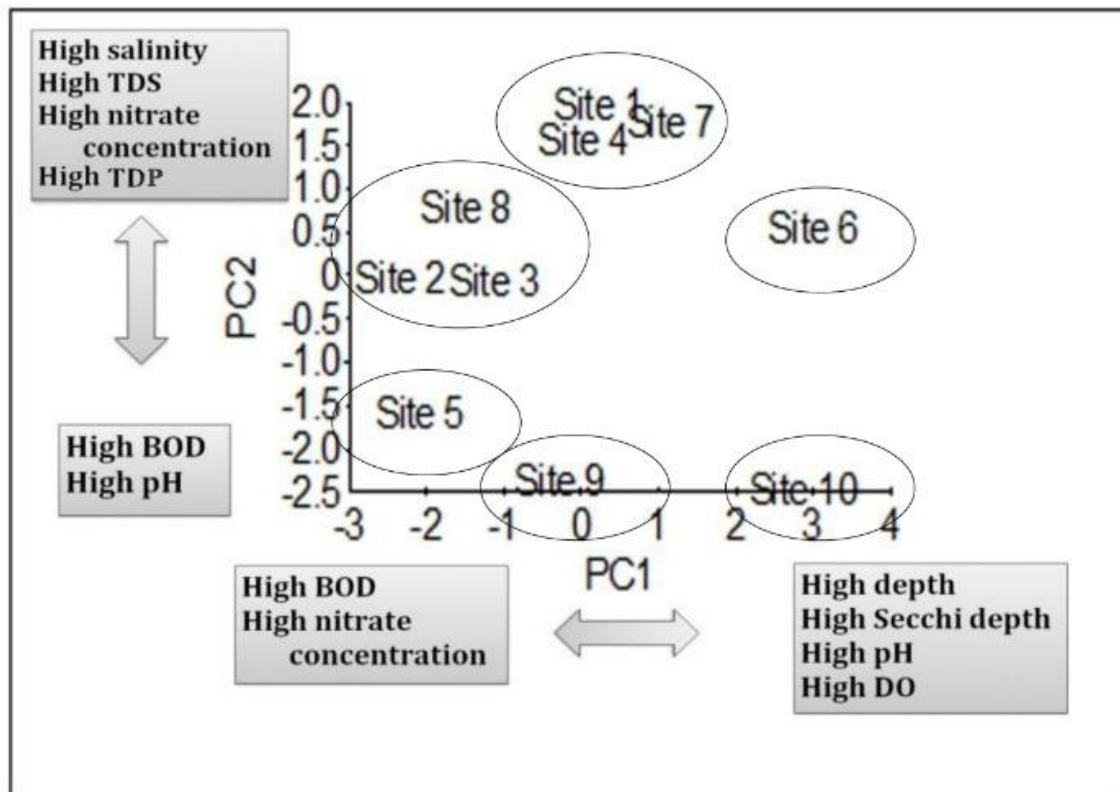 High salinity
High TDS
High nitrate
concentration
High TDP
2.0
1.5
1.0
0.5
0
-0.5
-1.0
-1.5
-2.0
-2.5
PC2
Site 1
Site 7
Site 4
Site 8
Site 6
Site 2
Site 3
Site 5
Site 9
Site 10
-3 -2 -1 0 1 2 3 4
PC1
High BOD
High pH
High BOD
High nitrate
concentration
High depth
High Secchi depth
High pH
High DO